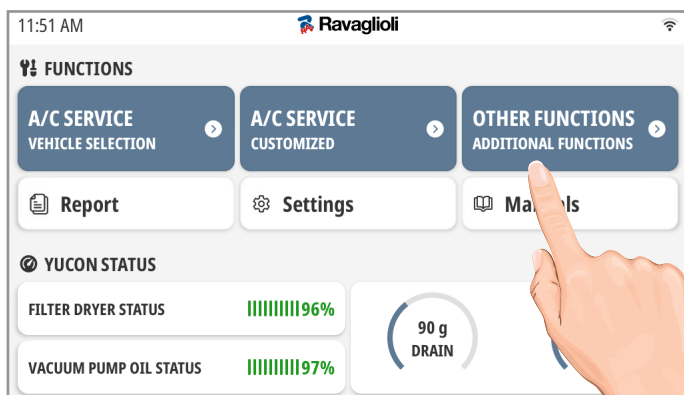 11:51 AM
Ravaglioli
FUNCTIONS
A/C SERVICE
VEHICLE SELECTION
A/C SERVICE
CUSTOMIZED
OTHER FUNCTIONS
ADDITIONAL FUNCTIONS
Report
Settings
YUCON STATUS
FILTER DRYER STATUS
96%
VACUUM PUMP OIL STATUS
97%
90 g
DRAIN